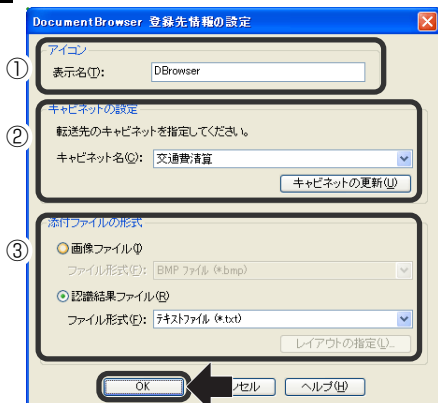 DocumentBrowser 登録先情報の設定
アイコン
① 表示名(T): DBrowser
キャビネットの設定
② 転送先のキャビネットを指定してください。
キャビネット名(C): 交通費清算
キャビネットの更新(U)
添付ファイルの形式
③ 画像ファイル(I)
ファイル形式(F): BMP ファイル (*.bmp)
認識結果ファイル(R)
ファイル形式(F): テキストファイル (*.txt)
レイアウトの指定(L)...
OK ンセル ヘルプ(H)